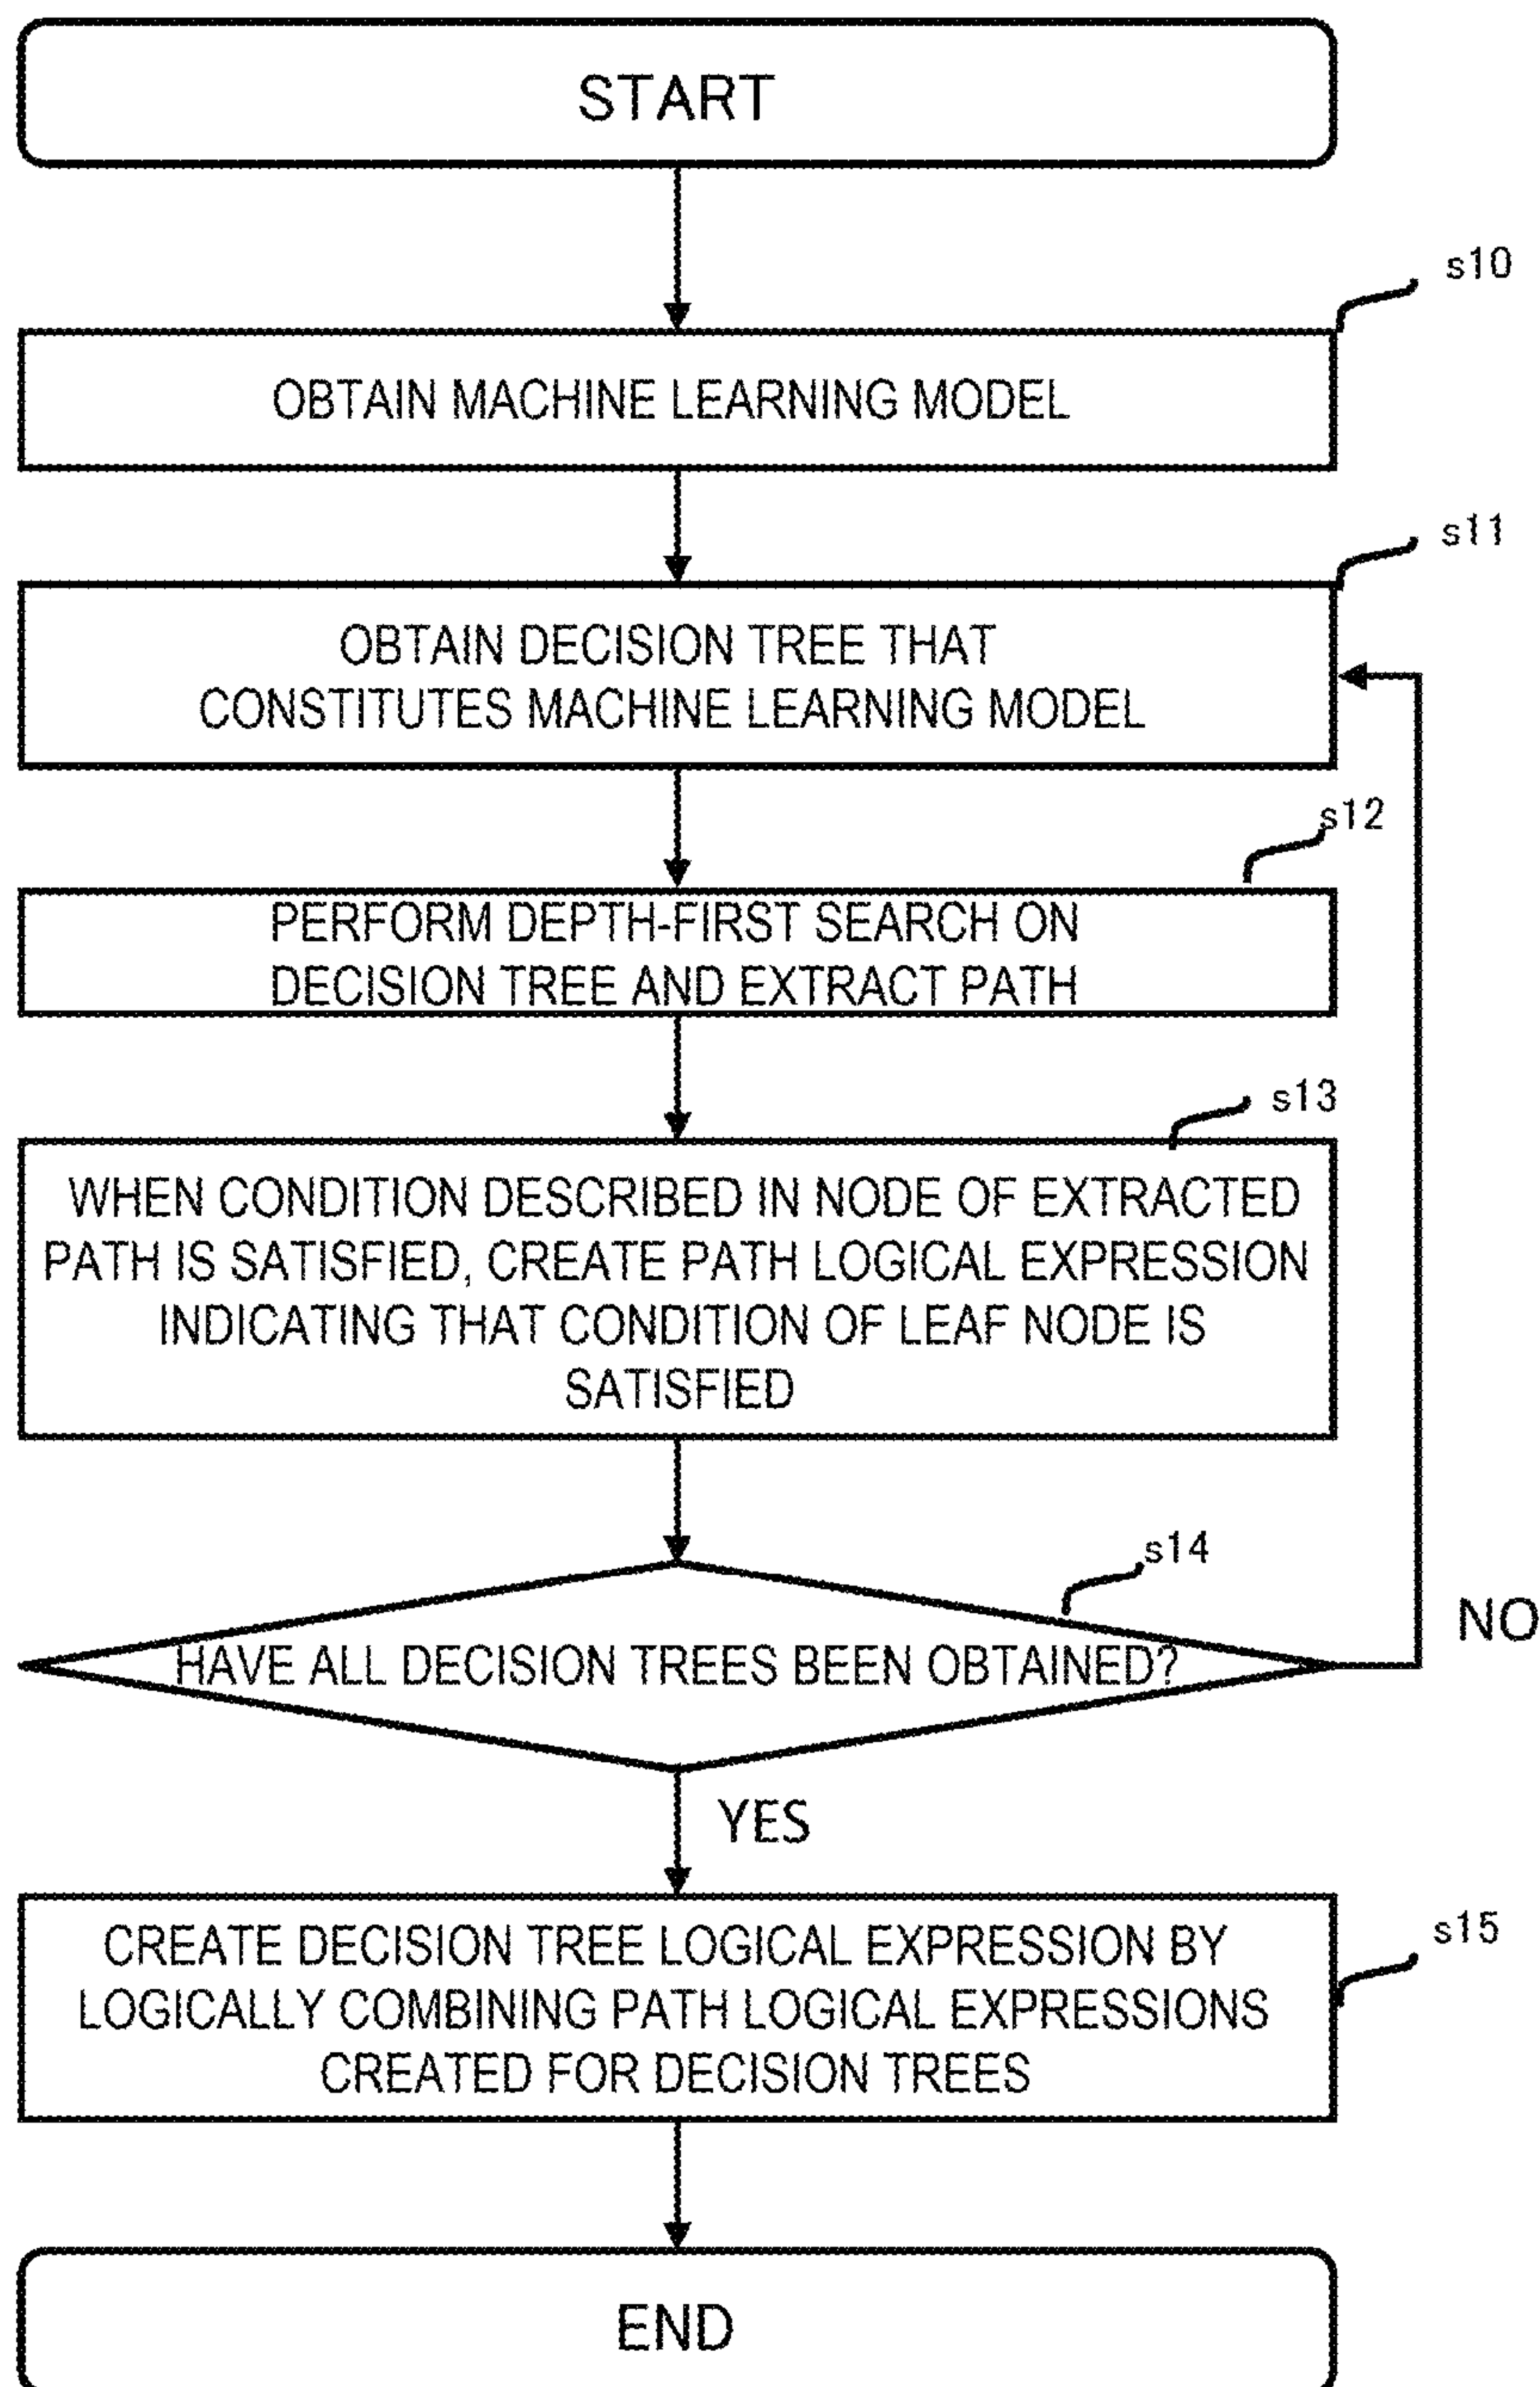 START
s10
OBTAIN MACHINE LEARNING MODEL
s11
OBTAIN DECISION TREE THAT
CONSTITUTES MACHINE LEARNING MODEL
s12
PERFORM DEPTH-FIRST SEARCH ON
DECISION TREE AND EXTRACT PATH
s13
WHEN CONDITION DESCRIBED IN NODE OF EXTRACTED
PATH IS SATISFIED, CREATE PATH LOGICAL EXPRESSION
INDICATING THAT CONDITION OF LEAF NODE IS
SATISFIED
s14
HAVE ALL DECISION TREES BEEN OBTAINED?
NO
YES
s15
CREATE DECISION TREE LOGICAL EXPRESSION BY
LOGICALLY COMBINING PATH LOGICAL EXPRESSIONS
CREATED FOR DECISION TREES
END